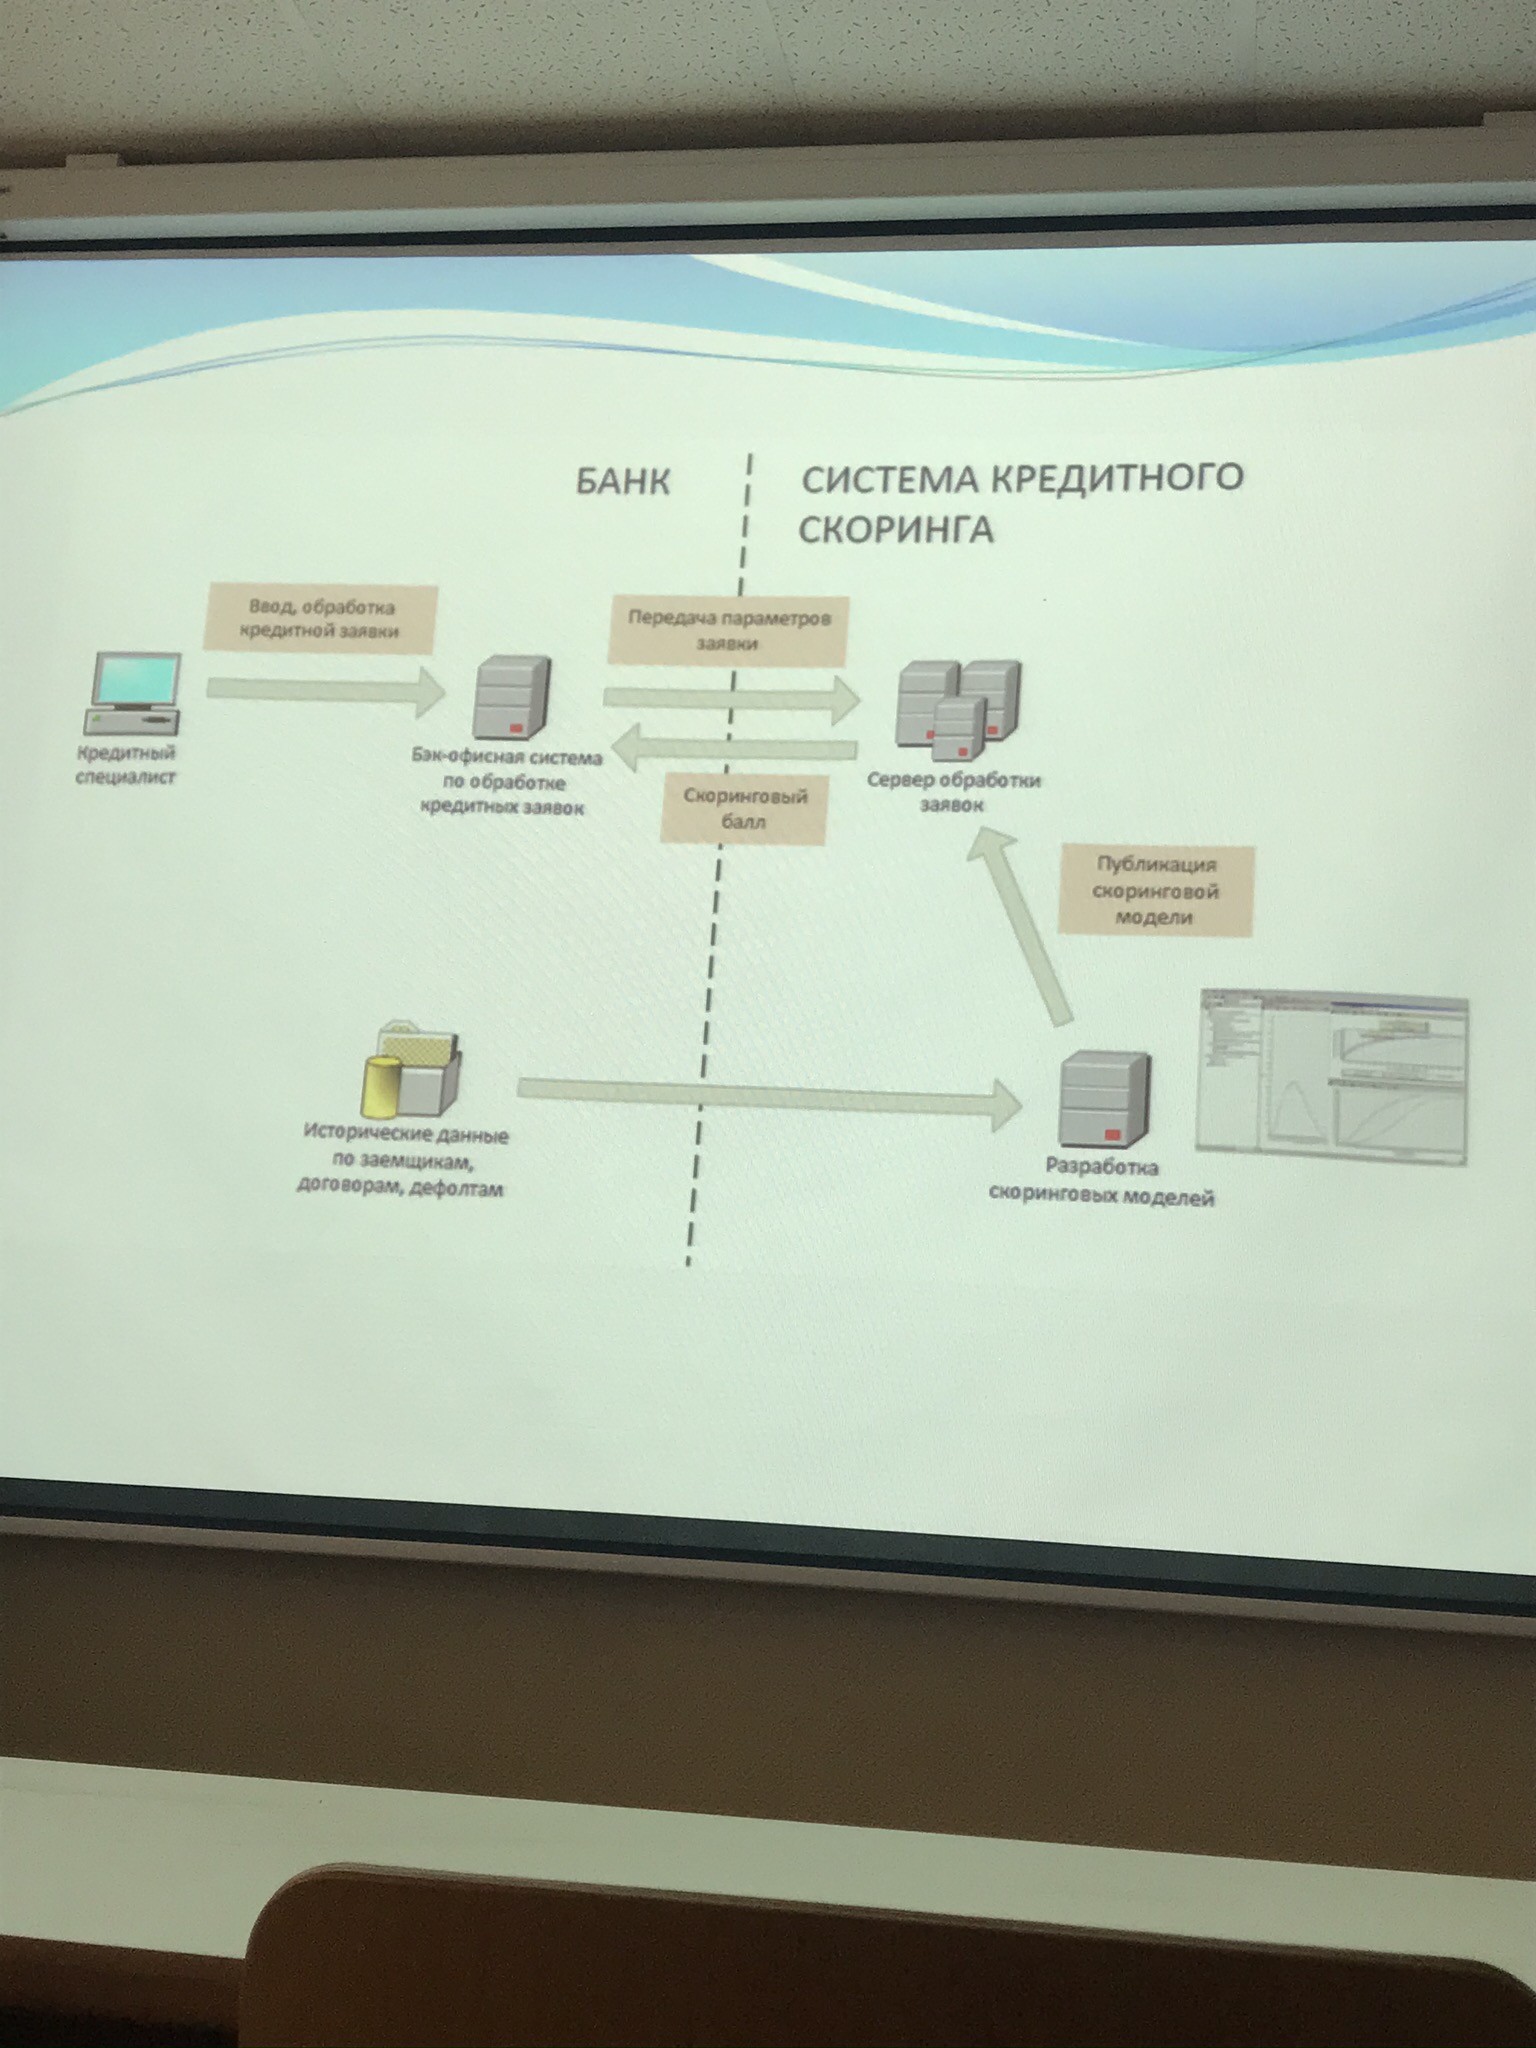 БАНК
СИСТЕМА КРЕДИТНОГО
СКОРИНГА
Ввод, обработка
кредитной заявки
Передача параметров
заявки
Кредитный
специалист
Бэк-офисная система
по обработке
кредитных заявок
Скоринговый
балл
Сервер обработки
заявок
Публикация
скоринговой
модели
Исторические данные
по заемщикам,
договорам, дефолтам
Разработка
скоринговых моделей